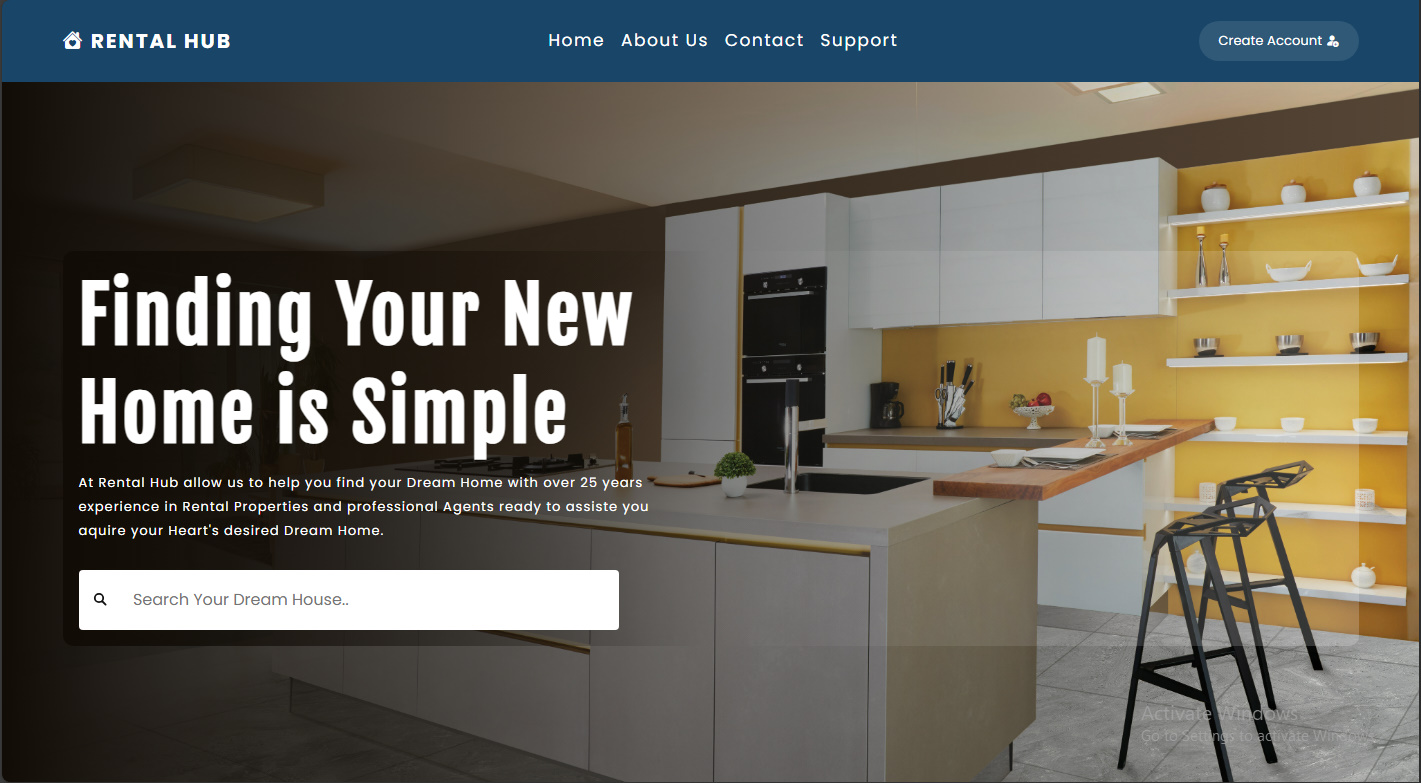 RENTAL HUB
Home About Us Contact Support
Create Account
Finding Your New
Home is Simple
At Rental Hub allow us to help you find your Dream Home with over 25 years
experience in Rental Properties and professional Agents ready to assiste you
aquire your Heart's desired Dream Home.
Search Your Dream House..
Activate Windows
Go to Settings to activate Windows.